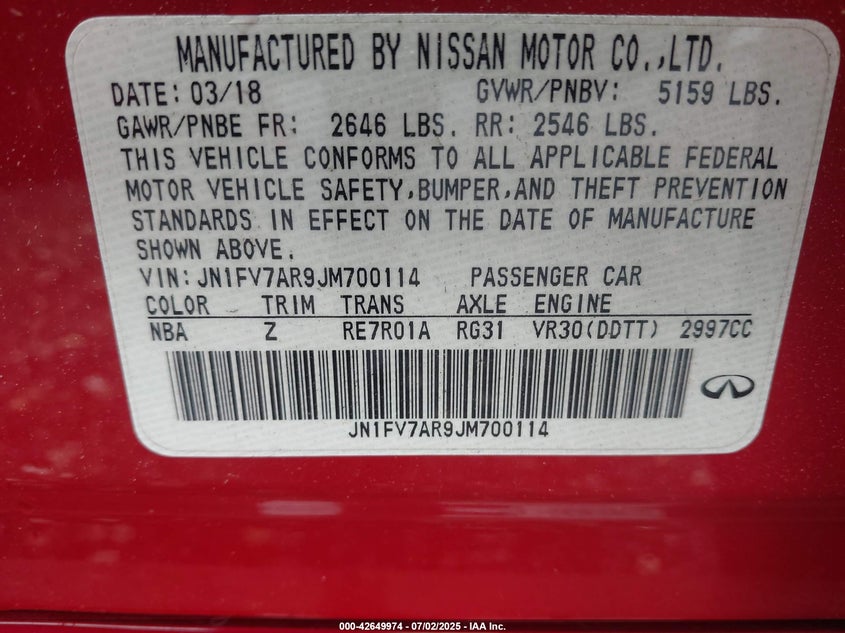 MANUFACTURED BY NISSAN MOTOR CO.,LTD.
DATE: 03/18 GVWR/PNBV: 5159 LBS.
GAWR/PNBE FR: 2646 LBS. RR: 2546 LBS.
THIS VEHICLE CONFORMS TO ALL APPLICABLE FEDERAL
MOTOR VEHICLE SAFETY,BUMPER,AND THEFT PREVENTION
STANDARDS IN EFFECT ON THE DATE OF MANUFACTURE
SHOWN ABOVE.
VIN: JN1FV7AR9JM700114 PASSENGER CAR
COLOR TRIM TRANS AXLE ENGINE
NBA Z RE7R01A RG31 VR30(DDTT) 2997CC
JN1FV7AR9JM700114
000-42649974 - 07/02/2025 - IAA Inc.